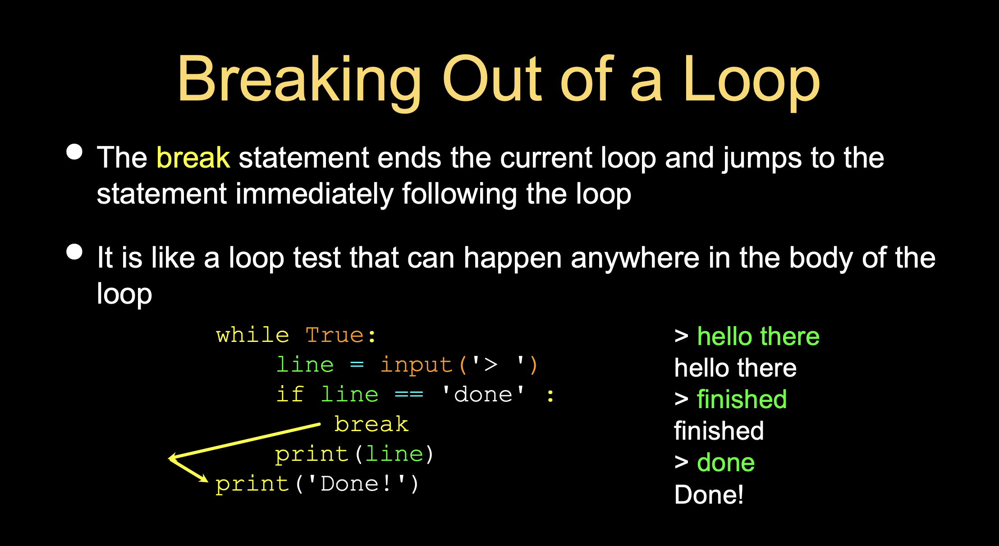 Breaking Out of a Loop
• The break statement ends the current loop and jumps to the
statement immediately following the loop
• It is like a loop test that can happen anywhere in the body of the
loop
while True:
    line = input('> ')
    if line == 'done' :
        break
    print(line)
print('Done!')
> hello there
hello there
> finished
finished
> done
Done!